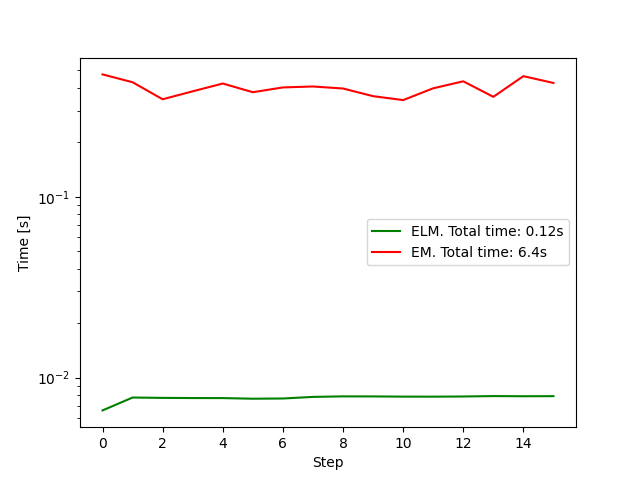 10⁻¹
10⁻²
Time [s]
ELM. Total time: 0.12s
EM. Total time: 6.4s
0 2 4 6 8 10 12 14
Step